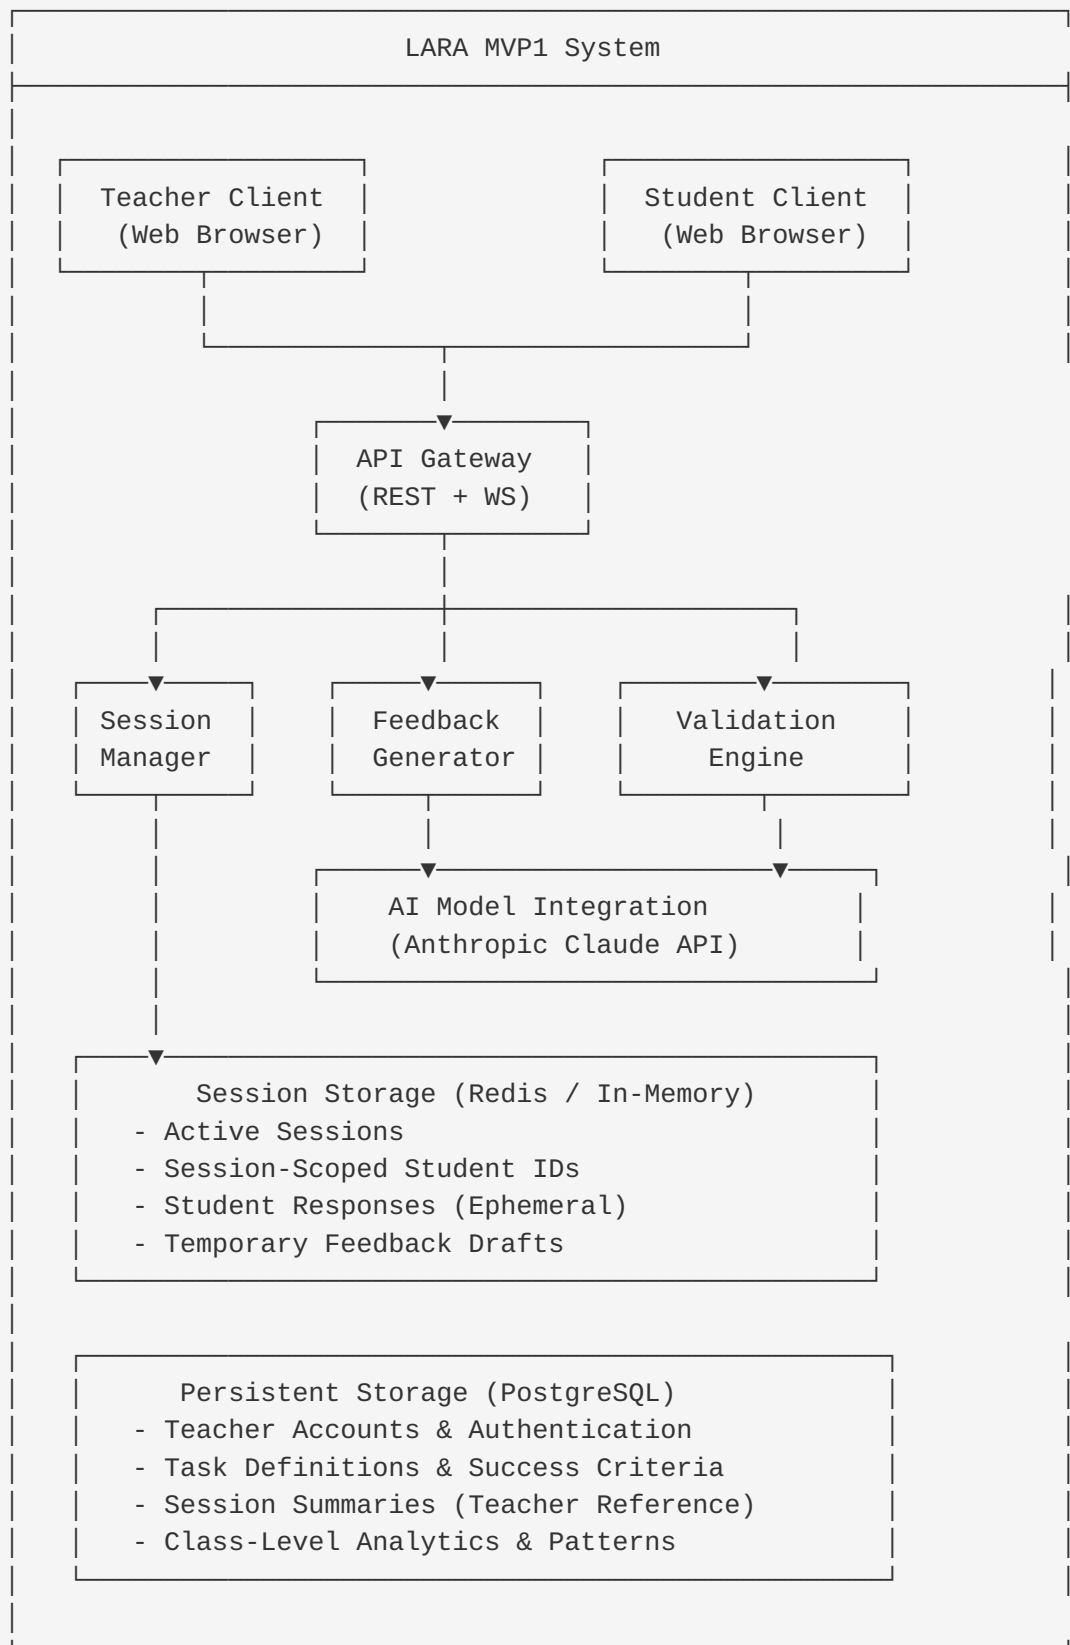 LARA MVP1 System
Teacher Client
(Web Browser)
Student Client
(Web Browser)
API Gateway
(REST + WS)
Session
Manager
Feedback
Generator
Validation
Engine
AI Model Integration
(Anthropic Claude API)
Session Storage (Redis / In-Memory)
- Active Sessions
- Session-Scoped Student IDs
- Student Responses (Ephemeral)
- Temporary Feedback Drafts
Persistent Storage (PostgreSQL)
- Teacher Accounts & Authentication
- Task Definitions & Success Criteria
- Session Summaries (Teacher Reference)
- Class-Level Analytics & Patterns